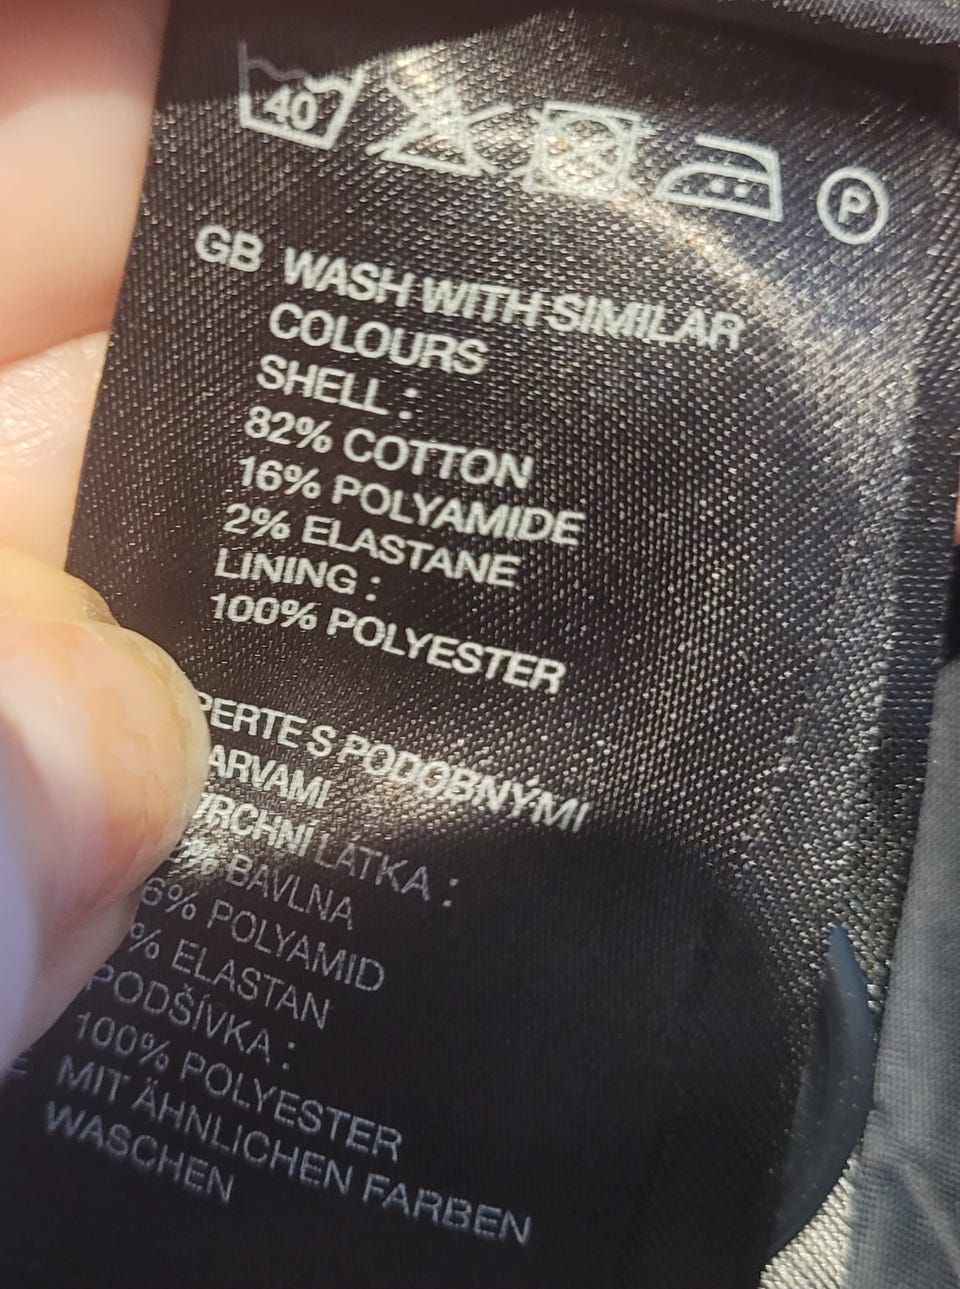 40
P
GB WASH WITH SIMILAR
COLOURS
SHELL :
82% COTTON
16% POLYAMIDE
2% ELASTANE
LINING :
100% POLYESTER
PERTE S PODOBNÝMI
ARVAMI
VRCHNÍ LÁTKA :
% BAVLNA
6% POLYAMID
% ELASTAN
PODŠÍVKA :
100% POLYESTER
MIT ÄHNLICHEN FARBEN
WASCHEN